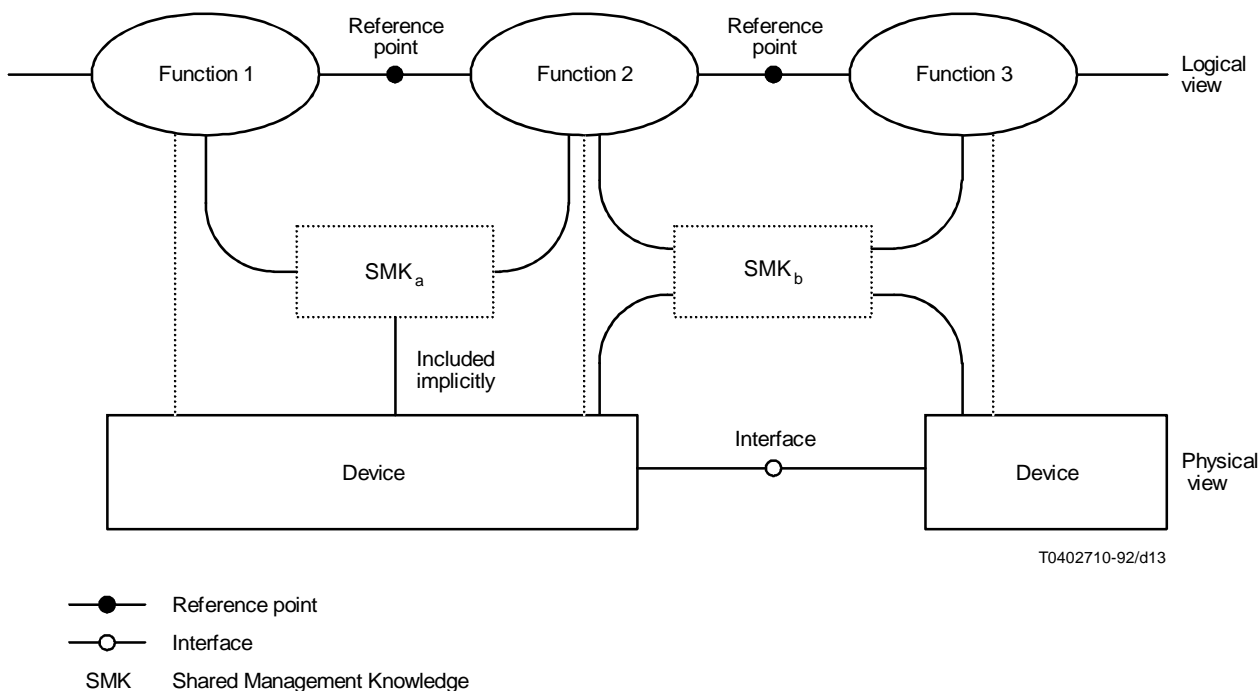 Reference
point
Reference
point
Function 1
Function 2
Function 3
Logical
view
SMKa
SMKb
Included
implicitly
Interface
Device
Device
Physical
view
T0402710-92/d13
Reference point
Interface
SMK Shared Management Knowledge